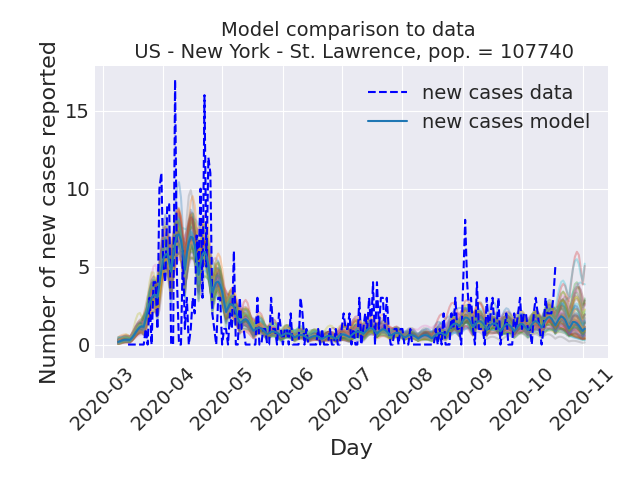 Model comparison to data
US - New York - St. Lawrence, pop. = 107740
Number of new cases reported
15
10
5
0
new cases data
new cases model
2020-03
2020-04
2020-05
2020-06
2020-07
2020-08
2020-09
2020-10
2020-11
Day